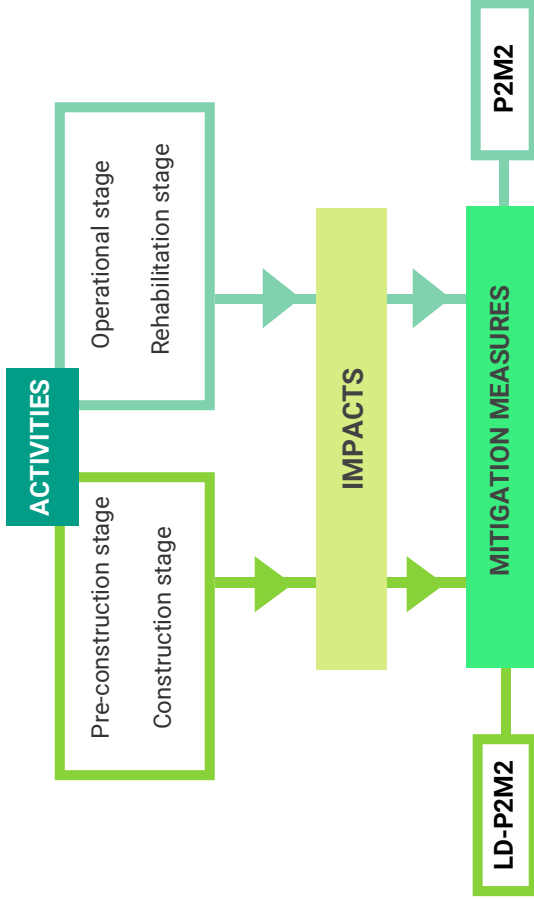 ACTIVITIES
Pre-construction stage
Construction stage
Operational stage
Rehabilitation stage
IMPACTS
LD-P2M2
MITIGATION MEASURES
P2M2